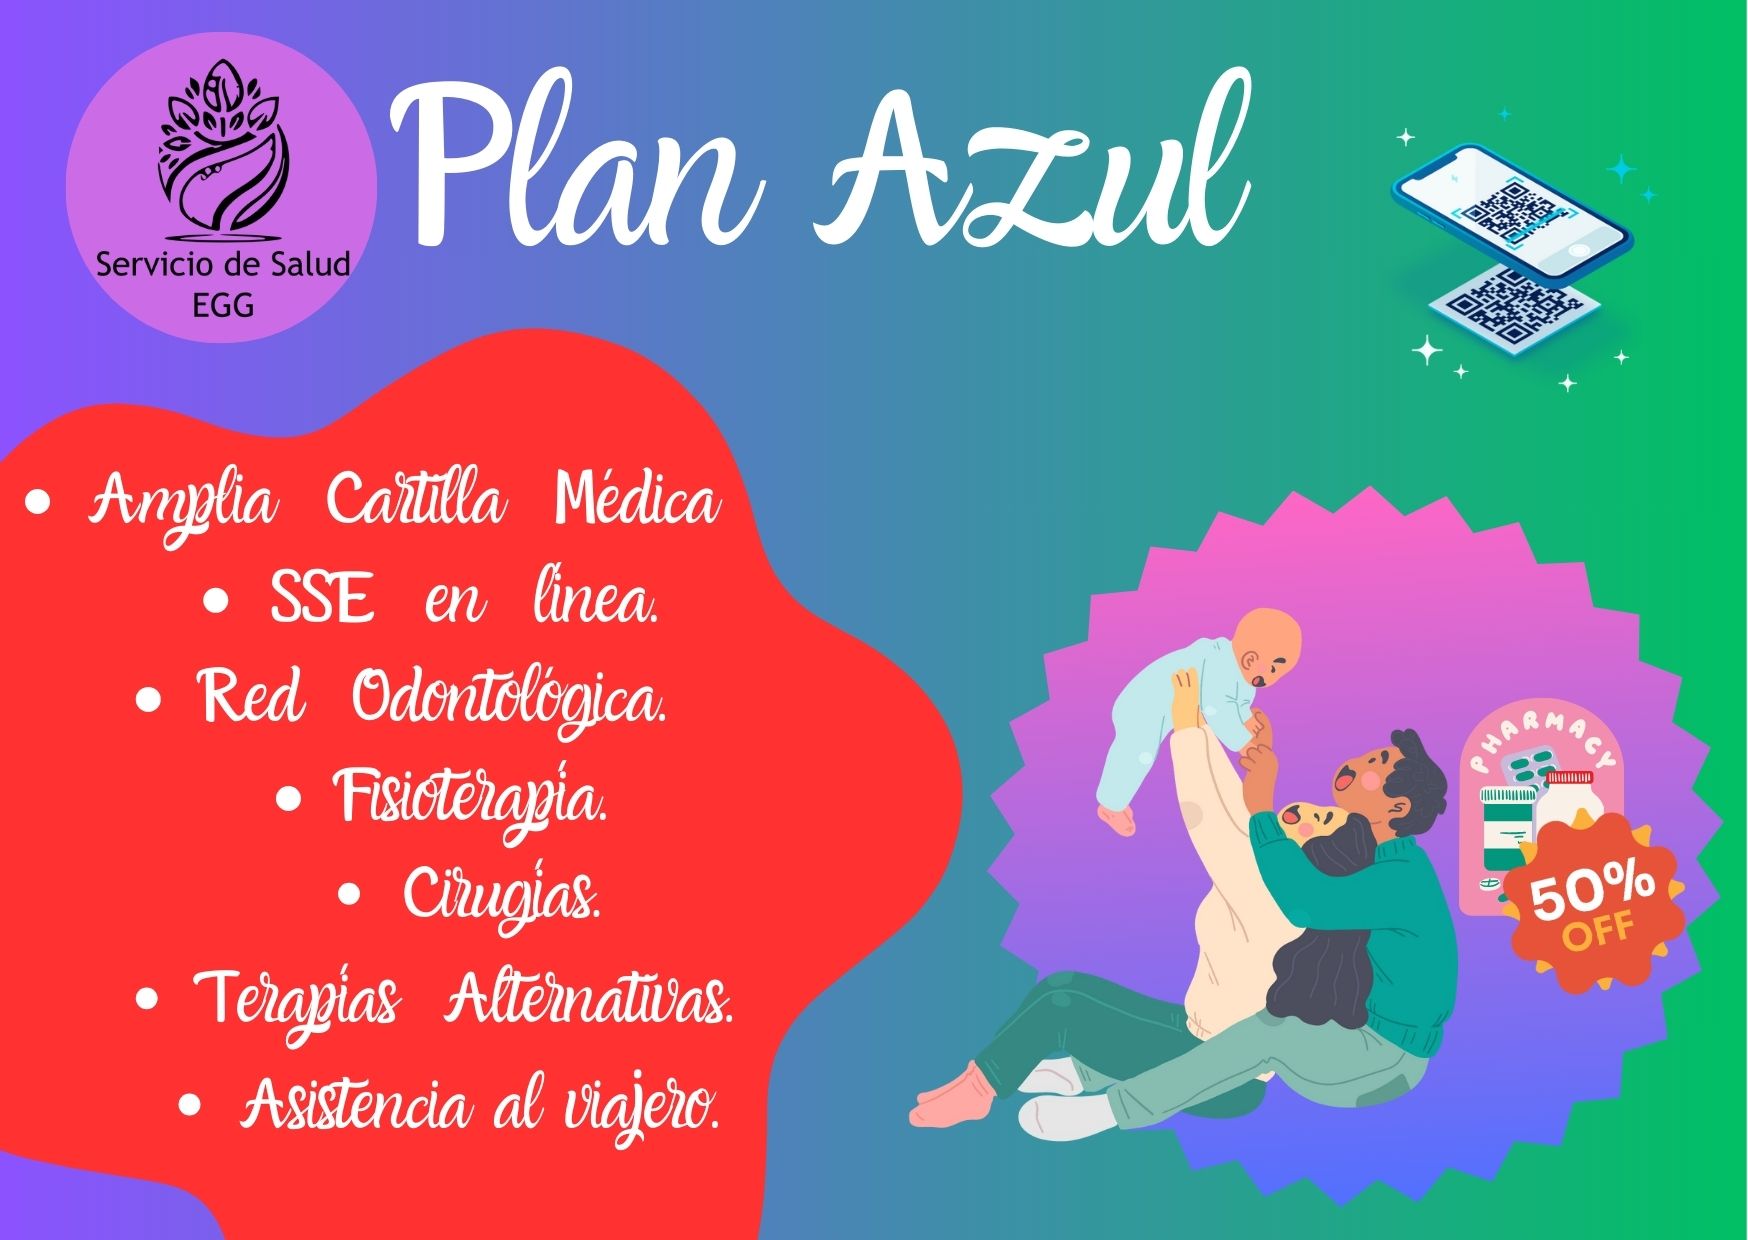 Servicio de Salud
EGG
Plan Azul
• Amplia Cartilla Médica
• SSE en línea.
• Red Odontológica.
• Fisioterapía.
• Cirugías.
• Terapías Alternativas.
• Asistencia al viajero.
PHARMACY
50%
OFF